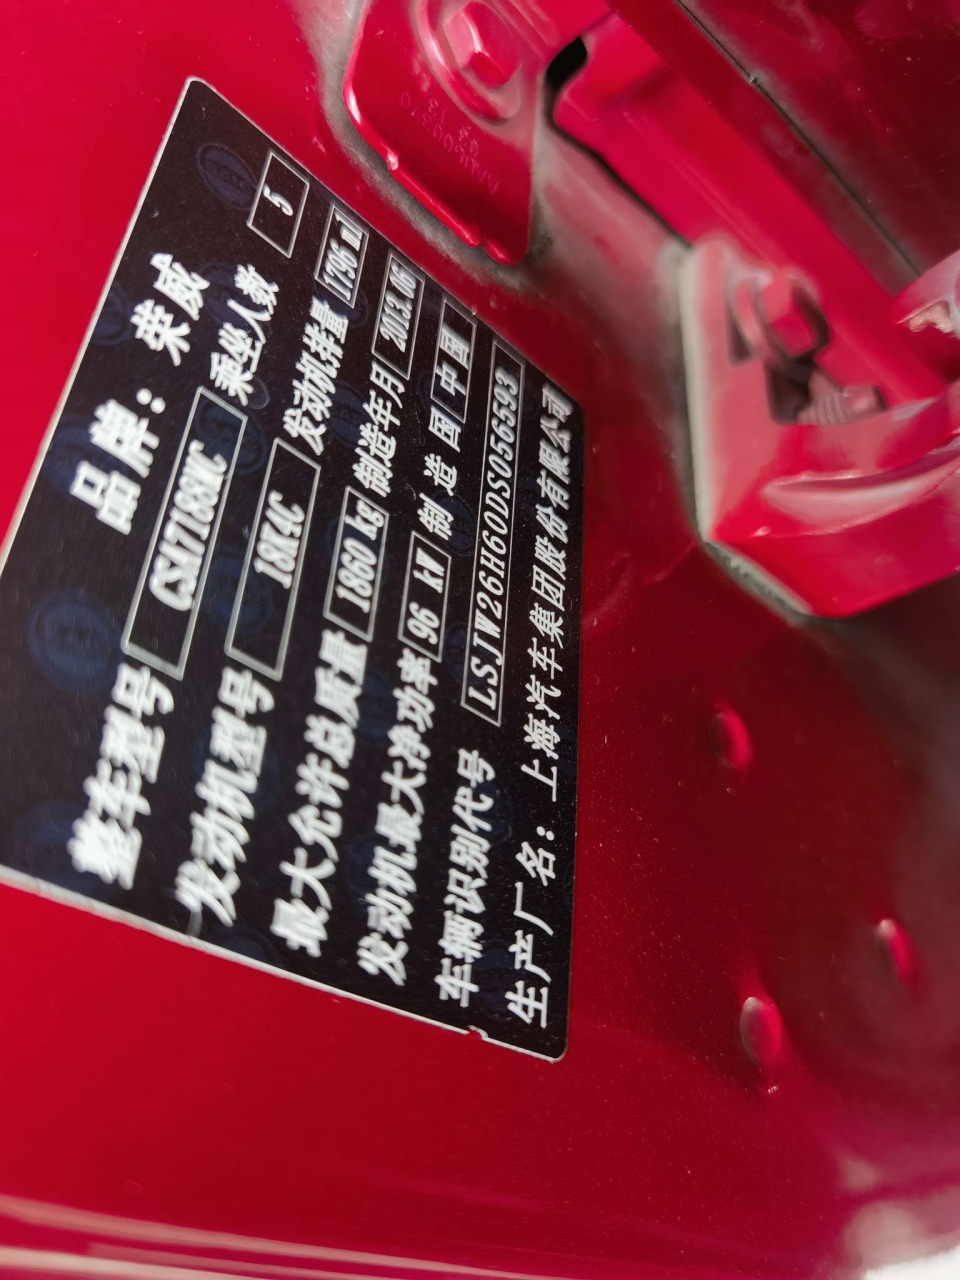 品牌：荣威
整车型号 CSA7188MC 乘坐人数 5
发动机型号 18K4C 发动机排量 1796 ml
最大允许总质量 1860 kg 制造年月 2013.06
发动机最大净功率 96 kW 制造国 中国
车辆识别代号 LSJW26H60DS056593
生产厂名：上海汽车集团股份有限公司